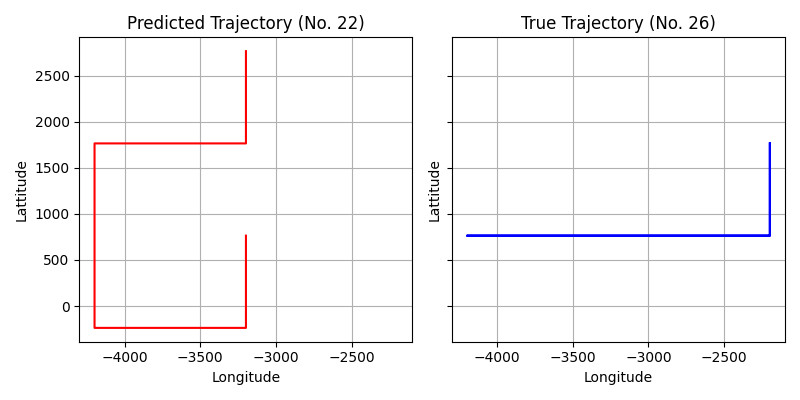 Predicted Trajectory (No. 22)
True Trajectory (No. 26)
Lattitude
2500
2000
1500
1000
500
0
−4000
−3500
−3000
−2500
Longitude
Lattitude
−4000
−3500
−3000
−2500
Longitude